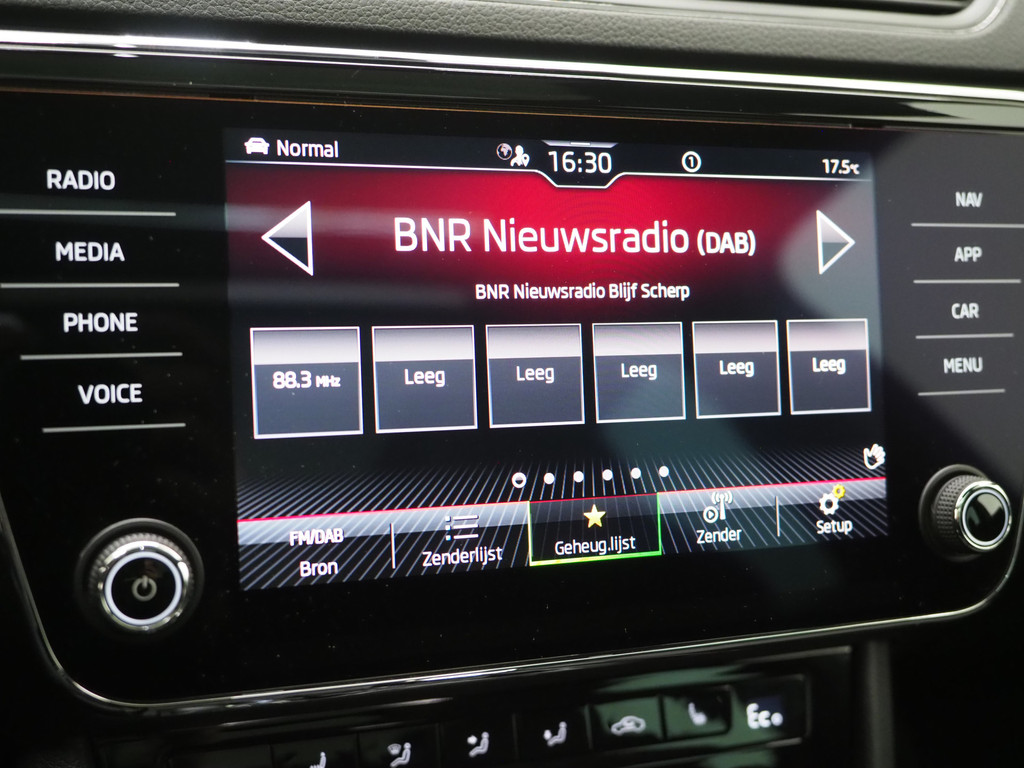 RADIO
MEDIA
PHONE
VOICE
Normal
16:30
1
17.5°C
BNR Nieuwsradio (DAB)
BNR Nieuwsradio Blijf Scherp
88.3 MHz
Leeg
Leeg
Leeg
Leeg
Leeg
FM/DAB
Bron
Zenderlijst
Geheug.lijst
Zender
Setup
NAV
APP
CAR
MENU
Eco